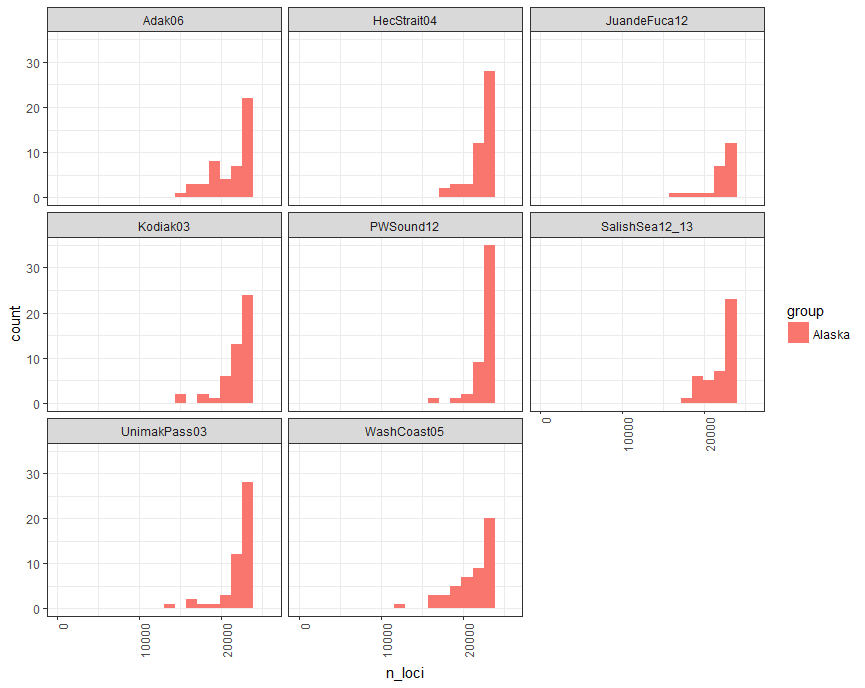 Adak06 HecStrait04 JuandeFuca12
30
20
10
0
Kodiak03 PWSound12 SalishSea12_13
30
20
10
0
count
group
Alaska
UnimakPass03 WashCoast05
30
20
10
0
0 10000 20000
0 10000 20000 0 10000 20000
n_loci